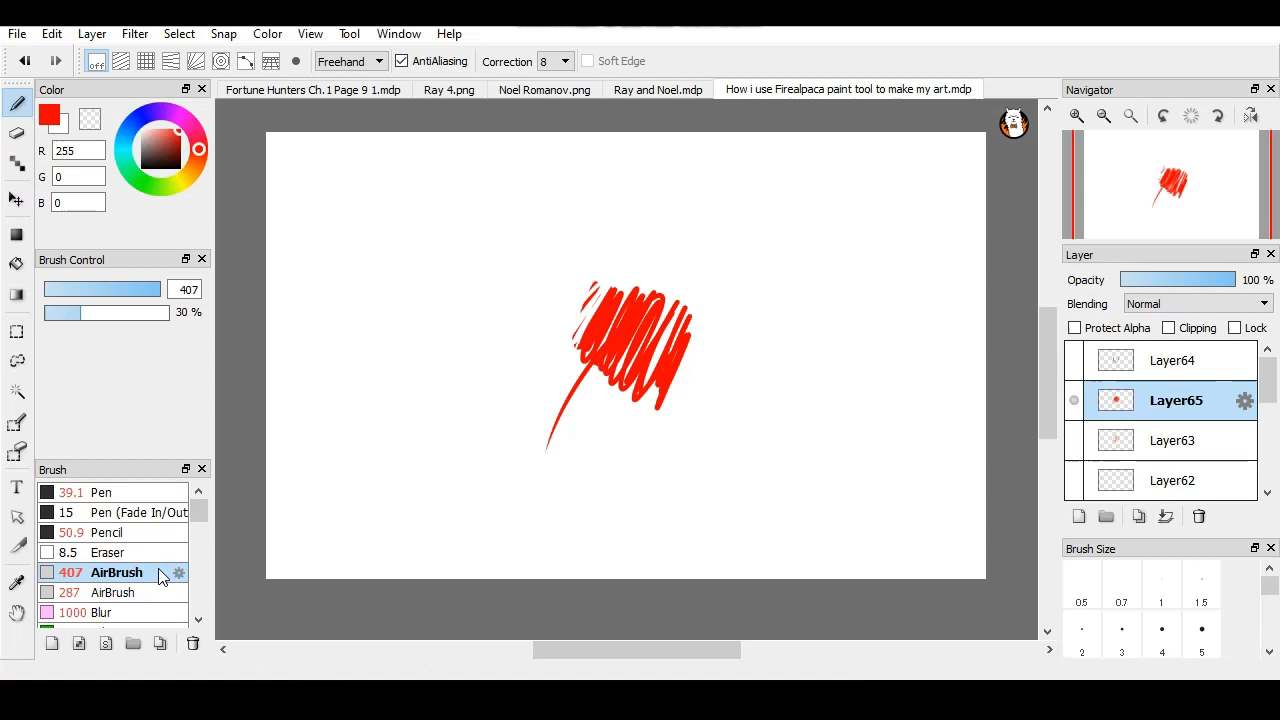 File Edit Layer Filter Select Snap Color View Tool Window Help
off Freehand AntiAliasing Correction 8 Soft Edge
Color
Fortune Hunters Ch.1 Page 9 1.mdp Ray 4.png Noel Romanov.png Ray and Noel.mdp How i use Firealpaca paint tool to make my art.mdp
Navigator
R 255
G 0
B 0
Brush Control
407
30 %
Layer
Opacity 100 %
Blending Normal
Protect Alpha Clipping Lock
Layer64
Layer65
Layer63
Layer62
Brush
39.1 Pen
15 Pen (Fade In/Out
50.9 Pencil
8.5 Eraser
407 AirBrush
287 AirBrush
1000 Blur
Brush Size
0.5 0.7 1 1.5
2 3 4 5